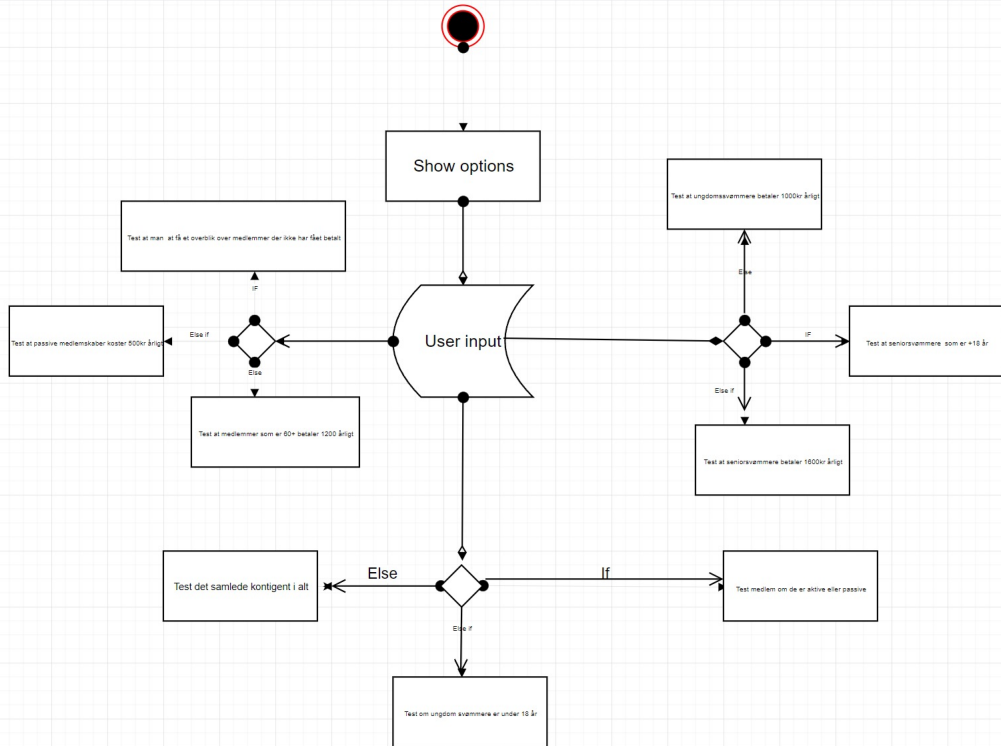 Show options
Test at ungdomssvømmere betaler 1000kr årligt
Test at man at få et overblik over medlemmer der ikke har fået betalt
Else
IF
Test at passive medlemskaber koster 500kr årligt
Else if
User input
IF
Test at seniorsvømmere som er +18 år
Else
Else if
Test at medlemmer som er 60+ betaler 1200 årligt
Test at seniorsvømmere betaler 1600kr årligt
Test det samlede kontigent i alt
Else
If
Test medlem om de er aktive eller passive
Else if
Test om ungdom svømmere er under 18 år